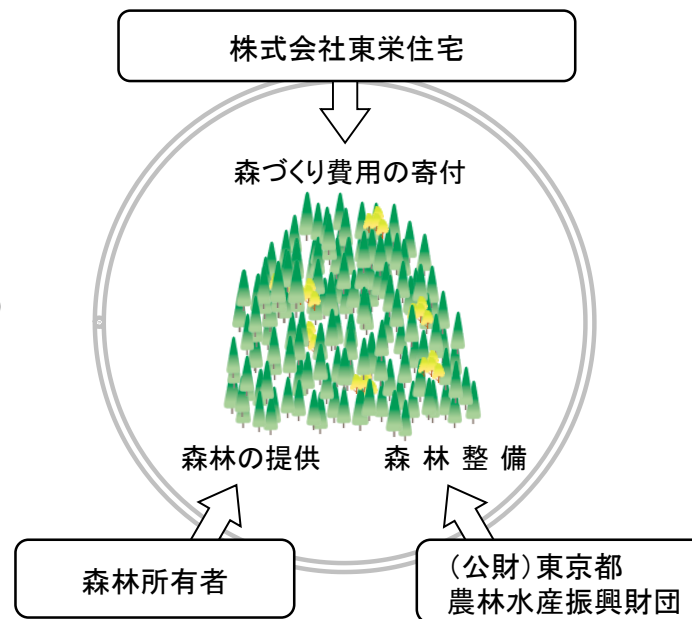 株式会社東栄住宅
森づくり費用の寄付
森林の提供
森林整備
森林所有者
（公財）東京都
農林水産振興財団